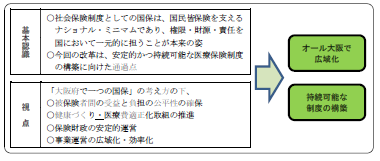 基本認識
○社会保険制度としての国保は、国民皆保険を支える
ナショナル・ミニマムであり、権限・財源・責任を
国において一元的に担うことが本来の姿
○今回の改革は、安定的かつ持続可能な医療保険制度
の構築に向けた通過点
視点
「大阪府で一つの国保」の考え方の下、
○被保険者間の受益と負担の公平性の確保
○健康づくり・医療費適正化取組の推進
○保険財政の安定的運営
○事業運営の広域化・効率化
○オール大阪で
広域化
○持続可能な
制度の構築